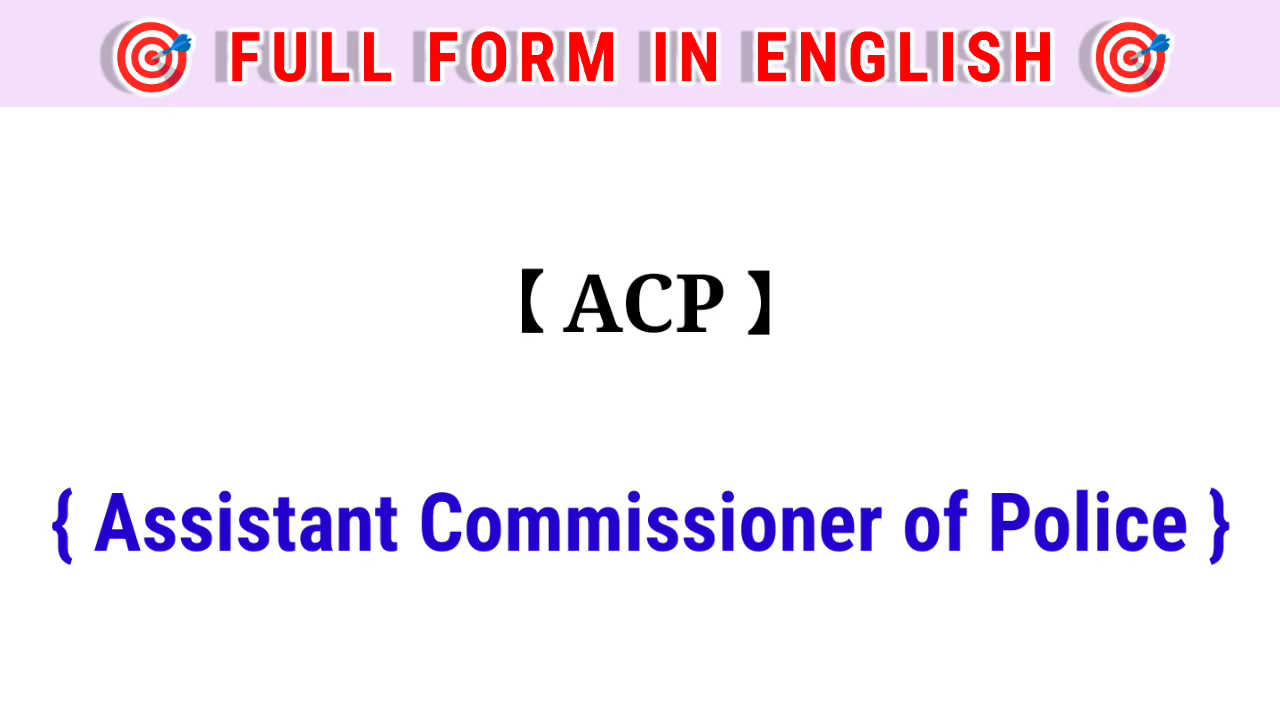 🎯 FULL FORM IN ENGLISH 🎯
【 ACP 】
{ Assistant Commissioner of Police }